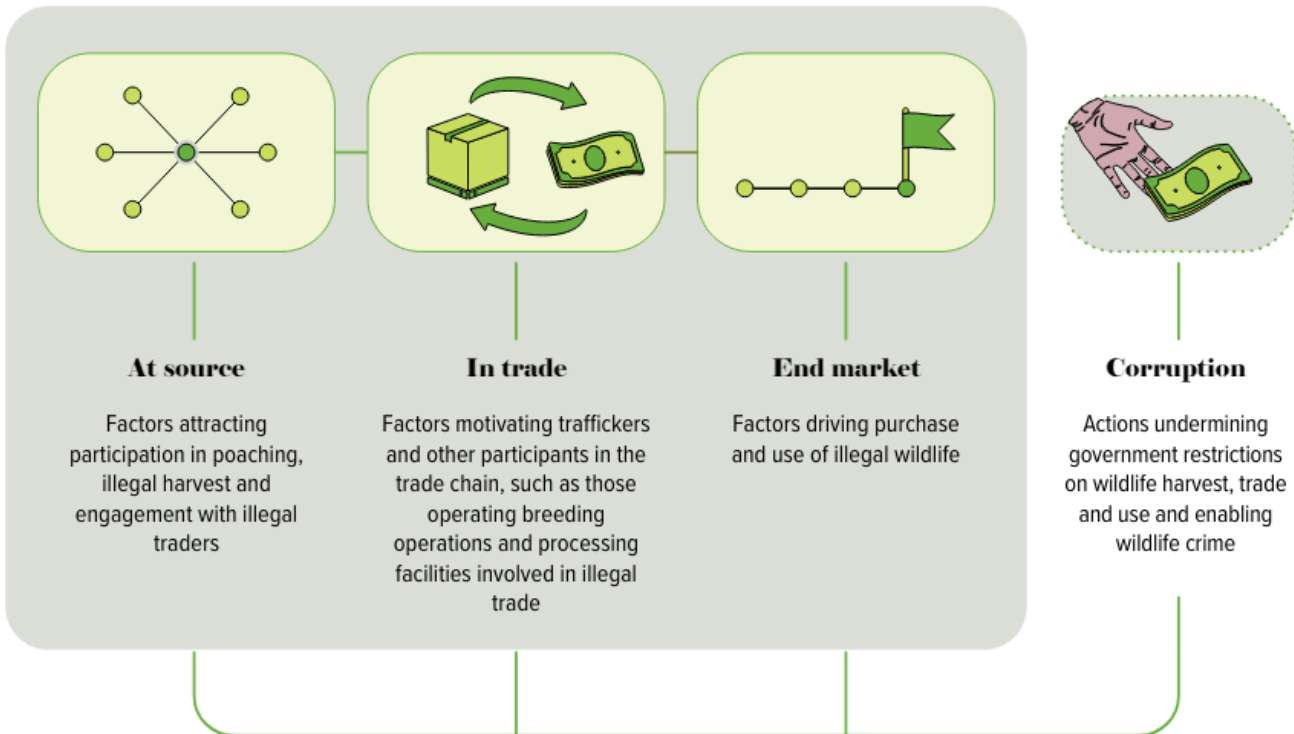 At source
Factors attracting
participation in poaching,
illegal harvest and
engagement with illegal
traders
In trade
Factors motivating traffickers
and other participants in the
trade chain, such as those
operating breeding
operations and processing
facilities involved in illegal
trade
End market
Factors driving purchase
and use of illegal wildlife
Corruption
Actions undermining
government restrictions
on wildlife harvest, trade
and use and enabling
wildlife crime